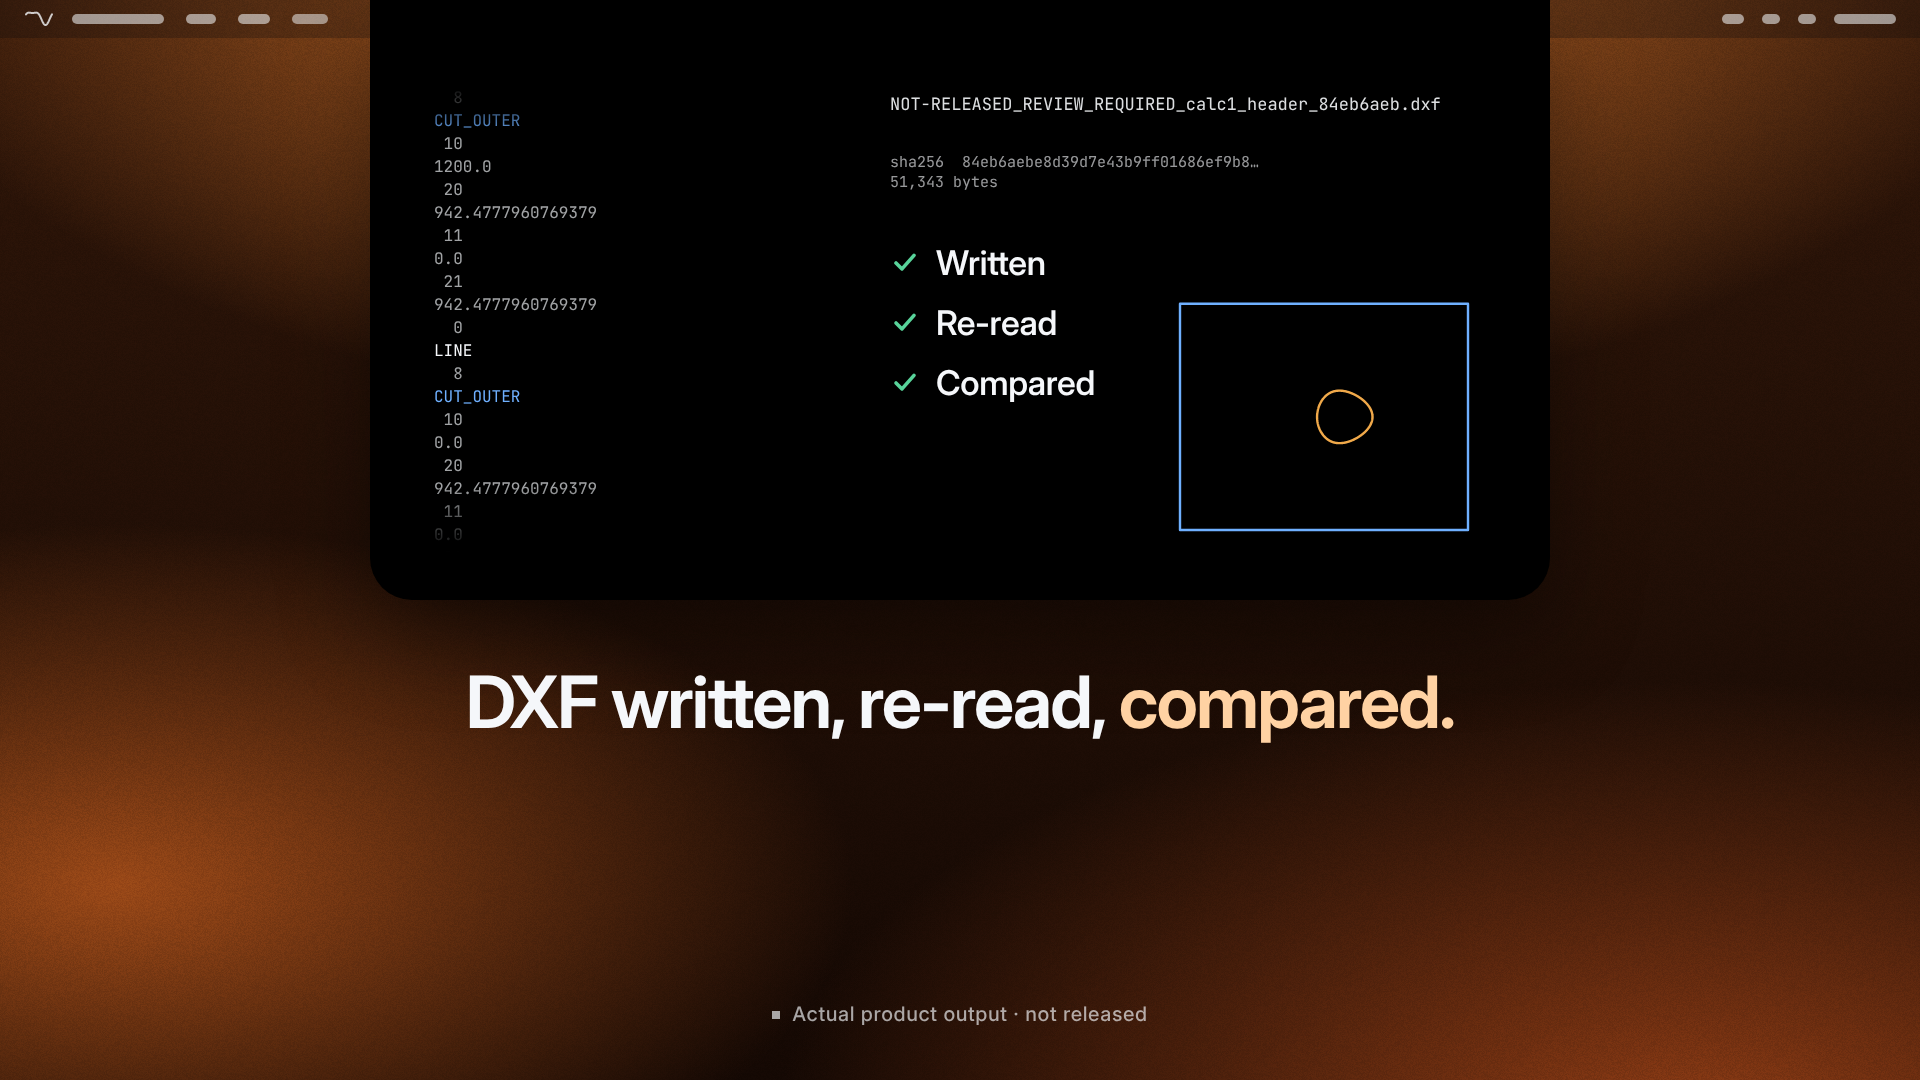 8
CUT_OUTER
10
1200.0
20
942.4777960769379
11
0.0
21
942.4777960769379
0
LINE
8
CUT_OUTER
10
0.0
20
942.4777960769379
11
0.0
NOT-RELEASED_REVIEW_REQUIRED_calc1_header_84eb6aeb.dxf
sha256 84eb6aebe8d39d7e43b9ff01686ef9b8…
51,343 bytes
Written
Re-read
Compared
DXF written, re-read, compared.
Actual product output · not released